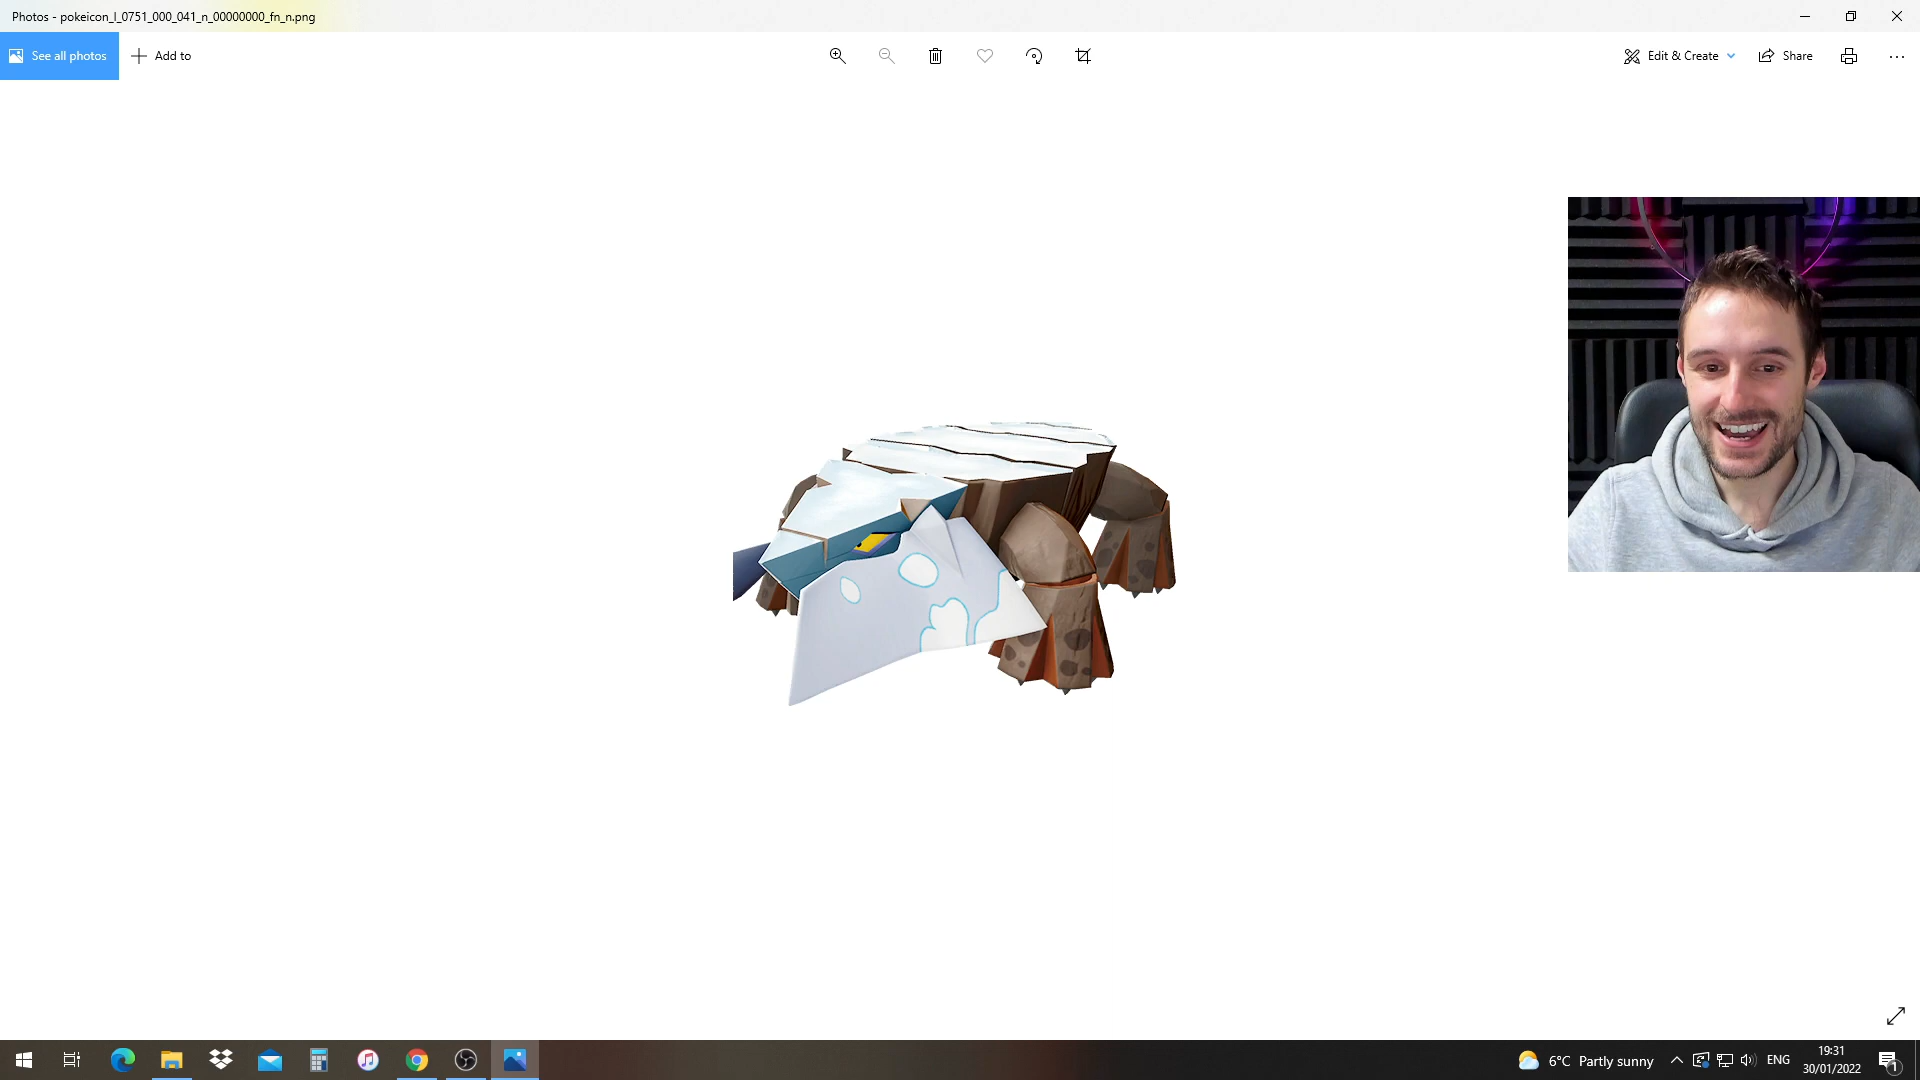 Photos - pokeicon_l_0751_000_041_n_00000000_fn_n.png
See all photos
Add to
Edit & Create
Share
6°C Partly sunny
ENG
19:31
30/01/2022
1